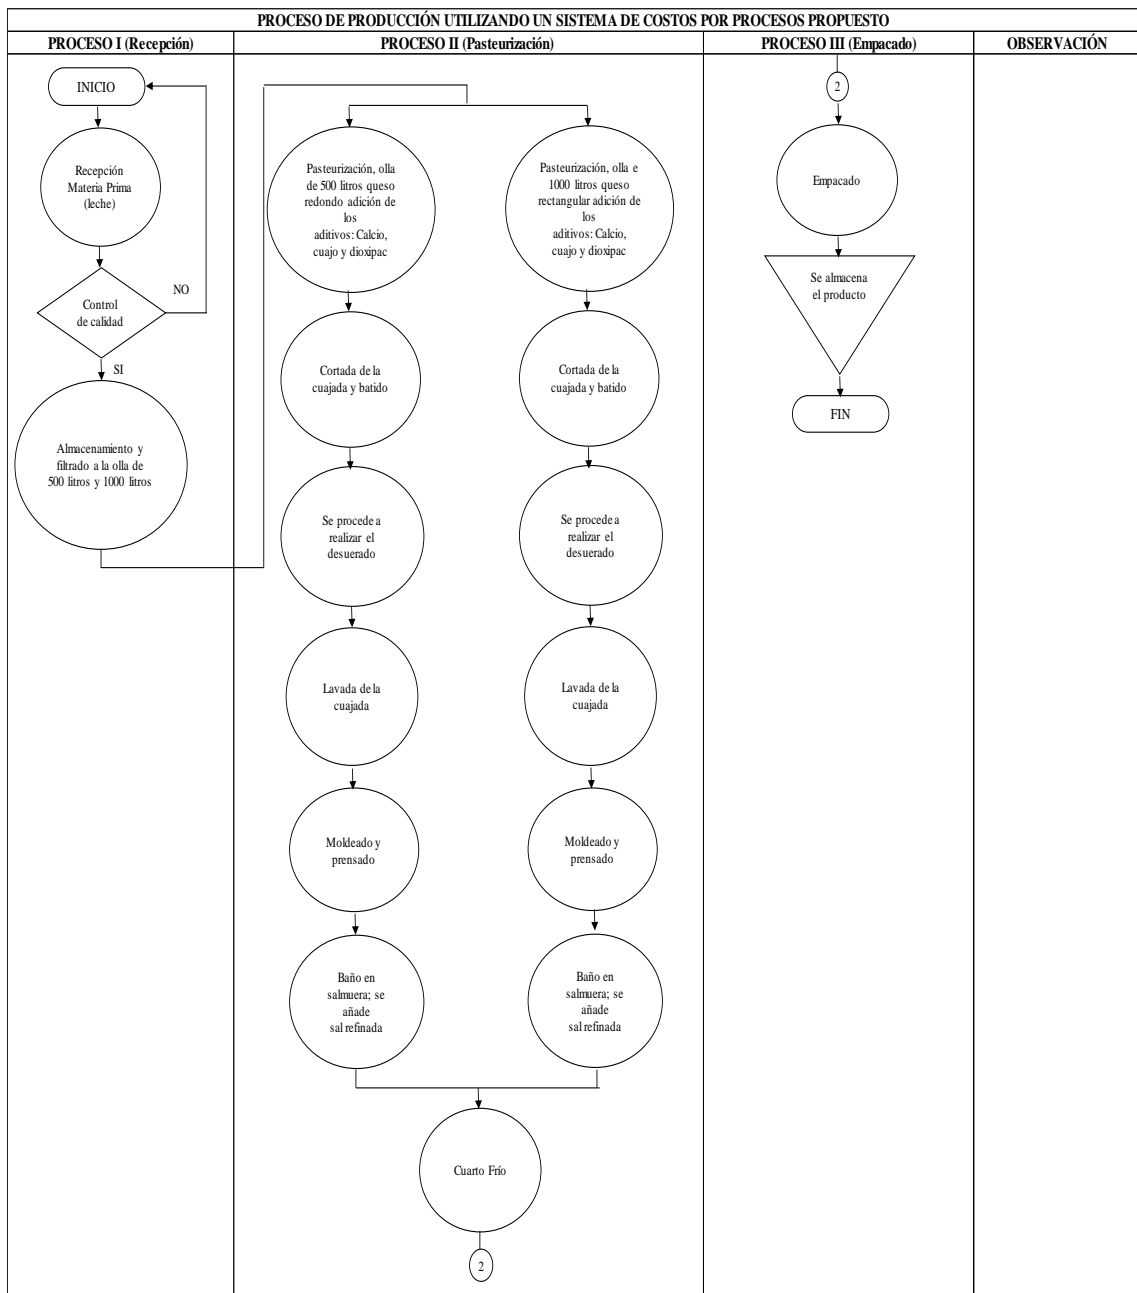 PROCESO DE PRODUCCIÓN UTILIZANDO UN SISTEMA DE COSTOS POR PROCESOS PROPUESTO
PROCESO I (Recepción)
PROCESO II (Pasteurización)
PROCESO III (Empacado)
OBSERVACIÓN
INICIO
Recepción
Materia Prima
(leche)
Control
de calidad
NO
SI
Almacenamiento y
filtrado a la olla de
500 litros y 1000 litros
Pasteurización, olla
de 500 litros queso
redondo adición de
los
aditivos: Calcio,
cuajo y dioxipac
Cortada de la
cuajada y batido
Se procede a
realizar el
desuerado
Lavada de la
cuajada
Moldeado y
prensado
Baño en
salmuera; se
añade
sal refinada
Pasteurización, olla e
1000 litros queso
rectangular adición de
los
aditivos: Calcio,
cuajo y dioxipac
Cortada de la
cuajada y batido
Se procede a
realizar el
desuerado
Lavada de la
cuajada
Moldeado y
prensado
Baño en
salmuera; se
añade
sal refinada
Cuarto Frío
2
2
Empacado
Se almacena
el producto
FIN